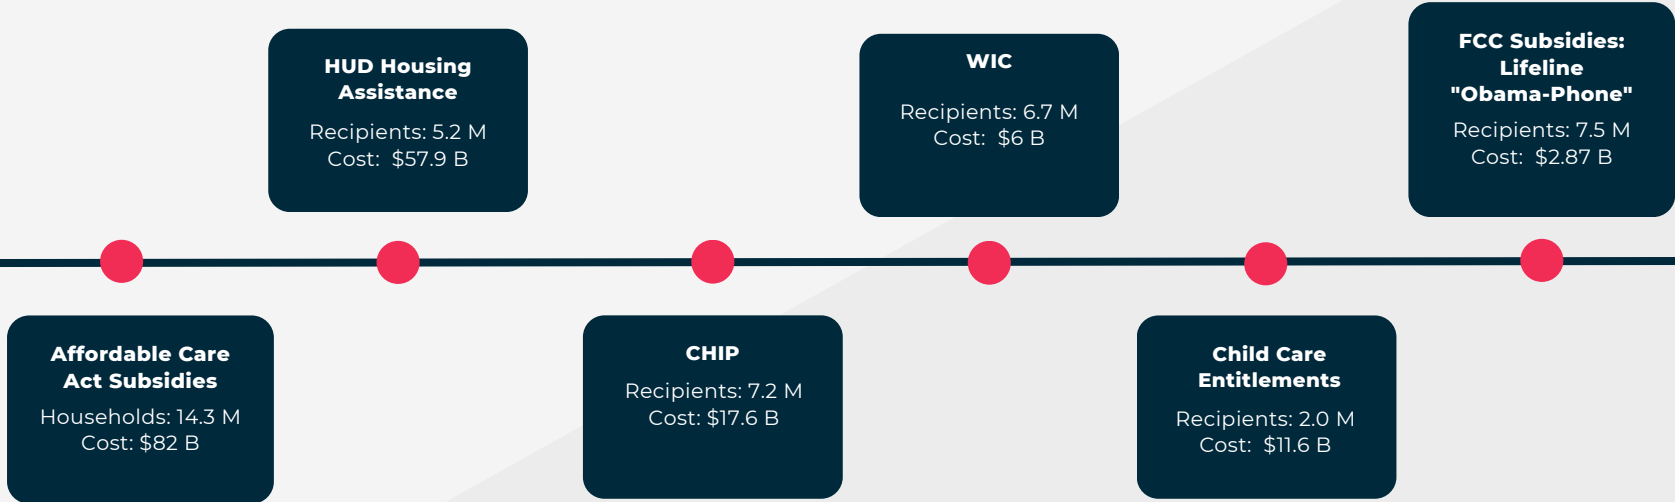 HUD Housing
Assistance
Recipients: 5.2 M
Cost:  $57.9 B
WIC
Recipients: 6.7 M
Cost:  $6 B
FCC Subsidies:
Lifeline
"Obama-Phone"
Recipients: 7.5 M
Cost:  $2.87 B
Affordable Care
Act Subsidies
Households: 14.3 M
Cost: $82 B
CHIP
Recipients: 7.2 M
Cost: $17.6 B
Child Care
Entitlements
Recipients: 2.0 M
Cost:  $11.6 B